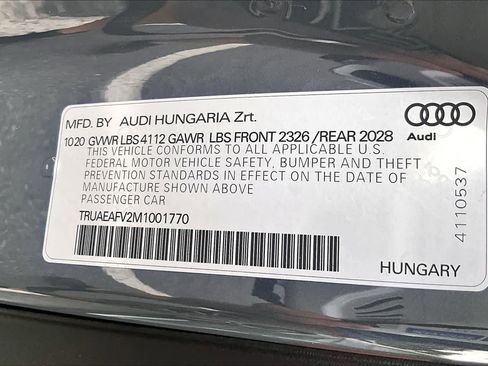 MFD. BY AUDI HUNGARIA Zrt.
1020 GVWR LBS 4112 GAWR LBS FRONT 2326 /REAR 2028
Audi
THIS VEHICLE CONFORMS TO ALL APPLICABLE U.S.
FEDERAL MOTOR VEHICLE SAFETY, BUMPER AND THEFT
PREVENTION STANDARDS IN EFFECT ON THE DATE OF
MANUFACTURE SHOWN ABOVE
PASSENGER CAR
TRUAEAFV2M1001770
4110537
HUNGARY